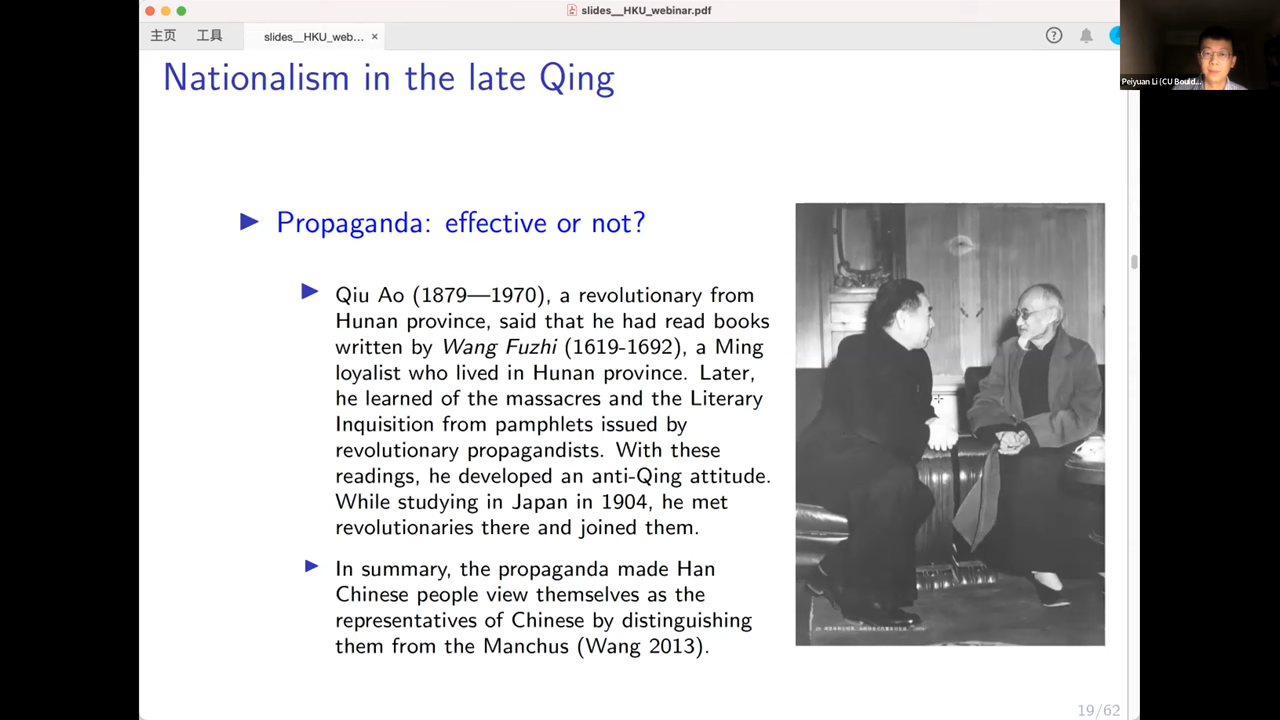 slides__HKU_webinar.pdf
主页 工具 slides_HKU_web... ×
Peiyuan Li (CU Bould...
Nationalism in the late Qing
Propaganda: effective or not?
Qiu Ao (1879—1970), a revolutionary from
Hunan province, said that he had read books
written by Wang Fuzhi (1619-1692), a Ming
loyalist who lived in Hunan province. Later,
he learned of the massacres and the Literary
Inquisition from pamphlets issued by
revolutionary propagandists. With these
readings, he developed an anti-Qing attitude.
While studying in Japan in 1904, he met
revolutionaries there and joined them.
In summary, the propaganda made Han
Chinese people view themselves as the
representatives of Chinese by distinguishing
them from the Manchus (Wang 2013).
19/62